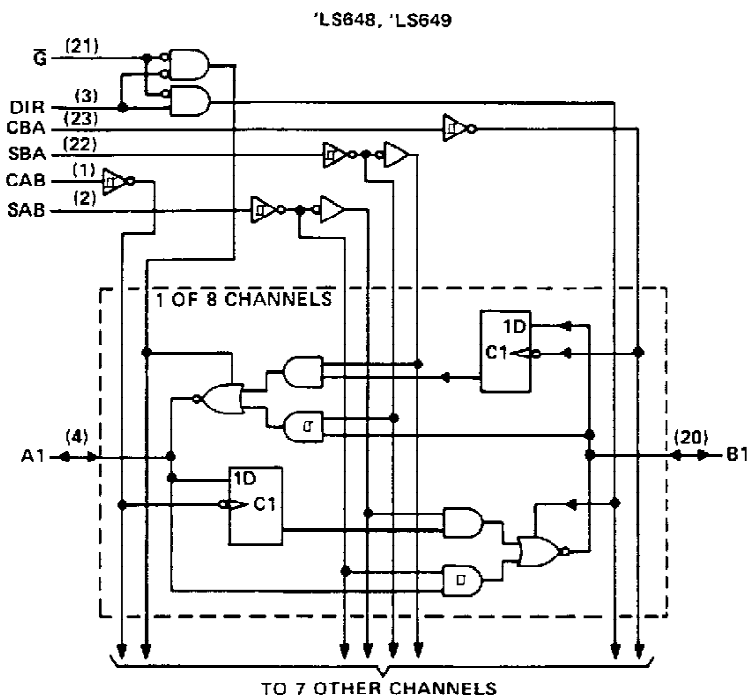 'LS648, 'LS649
G̅ (21)
DIR (3)
CBA (23)
SBA (22)
CAB (1)
SAB (2)
1 OF 8 CHANNELS
1D
C1
A1 (4)
(20) B1
1D
C1
TO 7 OTHER CHANNELS